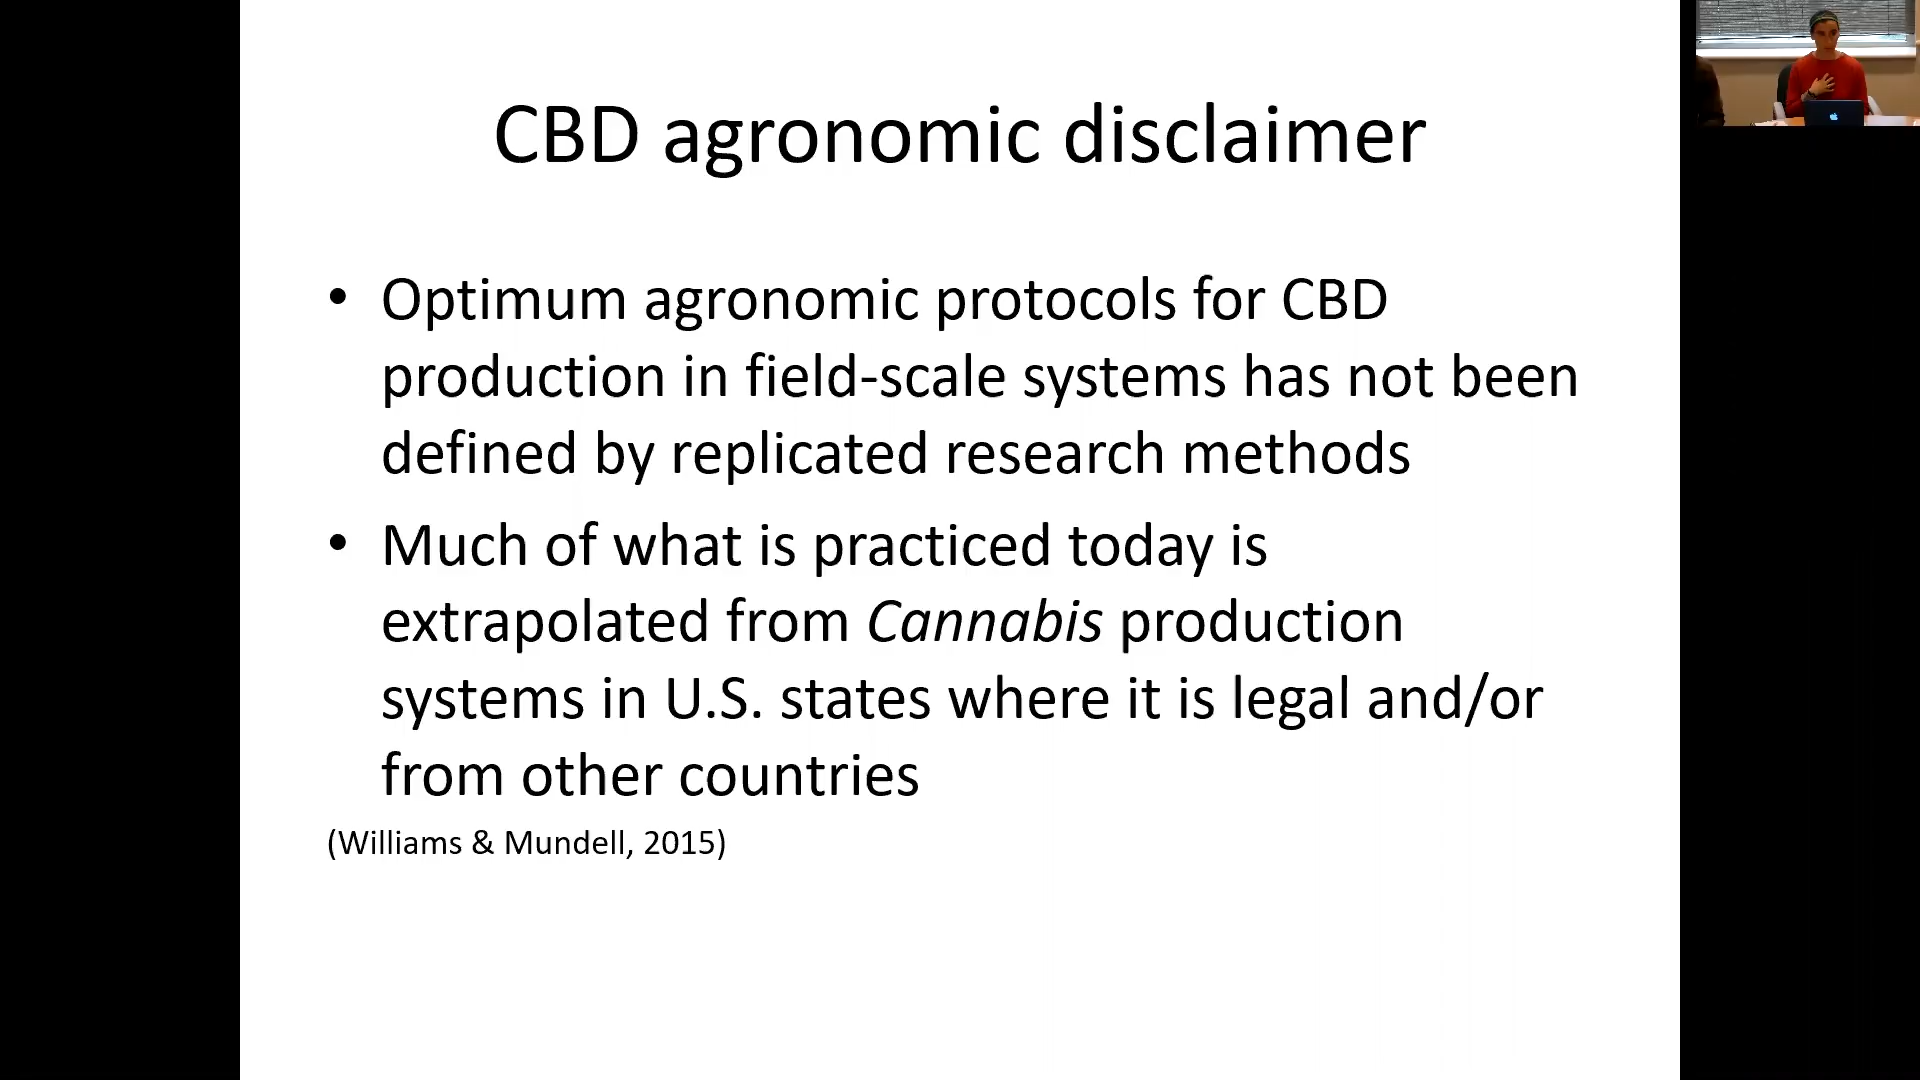 CBD agronomic disclaimer
• Optimum agronomic protocols for CBD
production in field-scale systems has not been
defined by replicated research methods
• Much of what is practiced today is
extrapolated from Cannabis production
systems in U.S. states where it is legal and/or
from other countries
(Williams & Mundell, 2015)